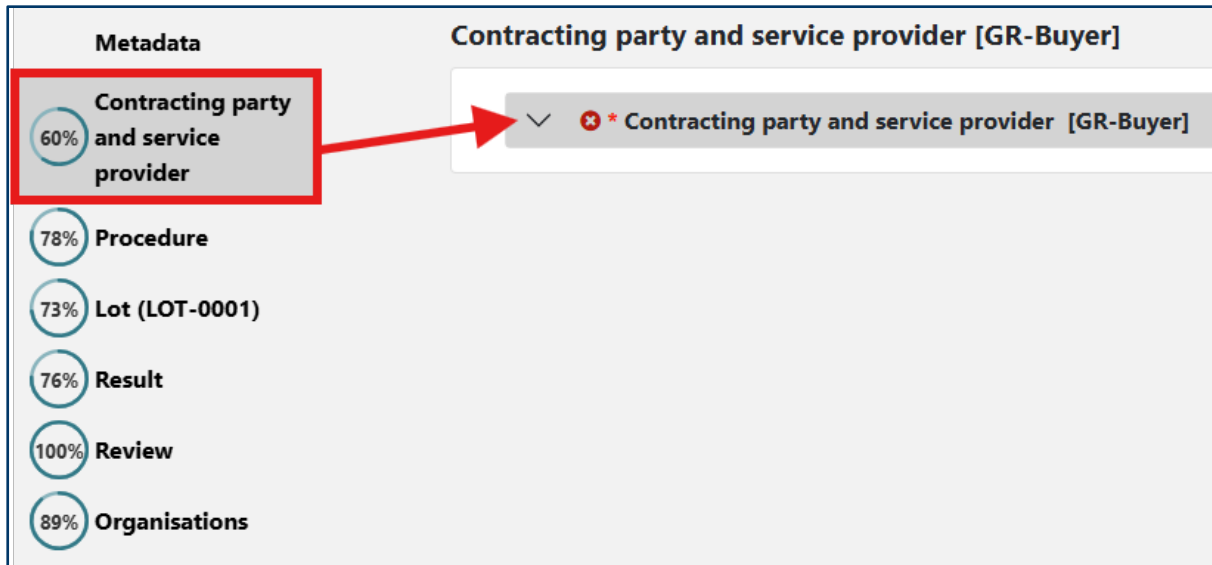 Metadata
60%
Contracting party
and service
provider
78%
Procedure
73%
Lot (LOT-0001)
76%
Result
100%
Review
89%
Organisations
Contracting party and service provider [GR-Buyer]
* Contracting party and service provider [GR-Buyer]